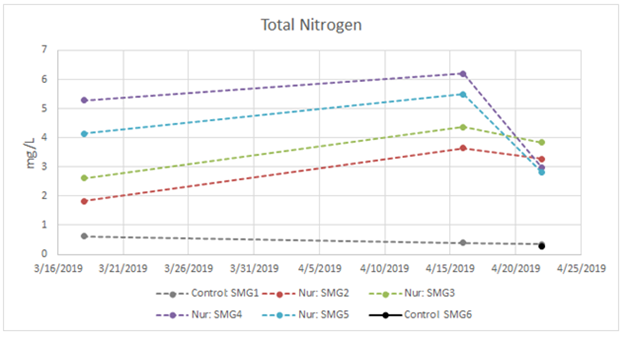 Total Nitrogen
7
6
5
4
3
2
1
0
mg/L
3/16/2019 3/21/2019 3/26/2019 3/31/2019 4/5/2019 4/10/2019 4/15/2019 4/20/2019 4/25/2019
Control: SMG1 Nur: SMG2 Nur: SMG3
Nur: SMG4 Nur: SMG5 Control SMG6